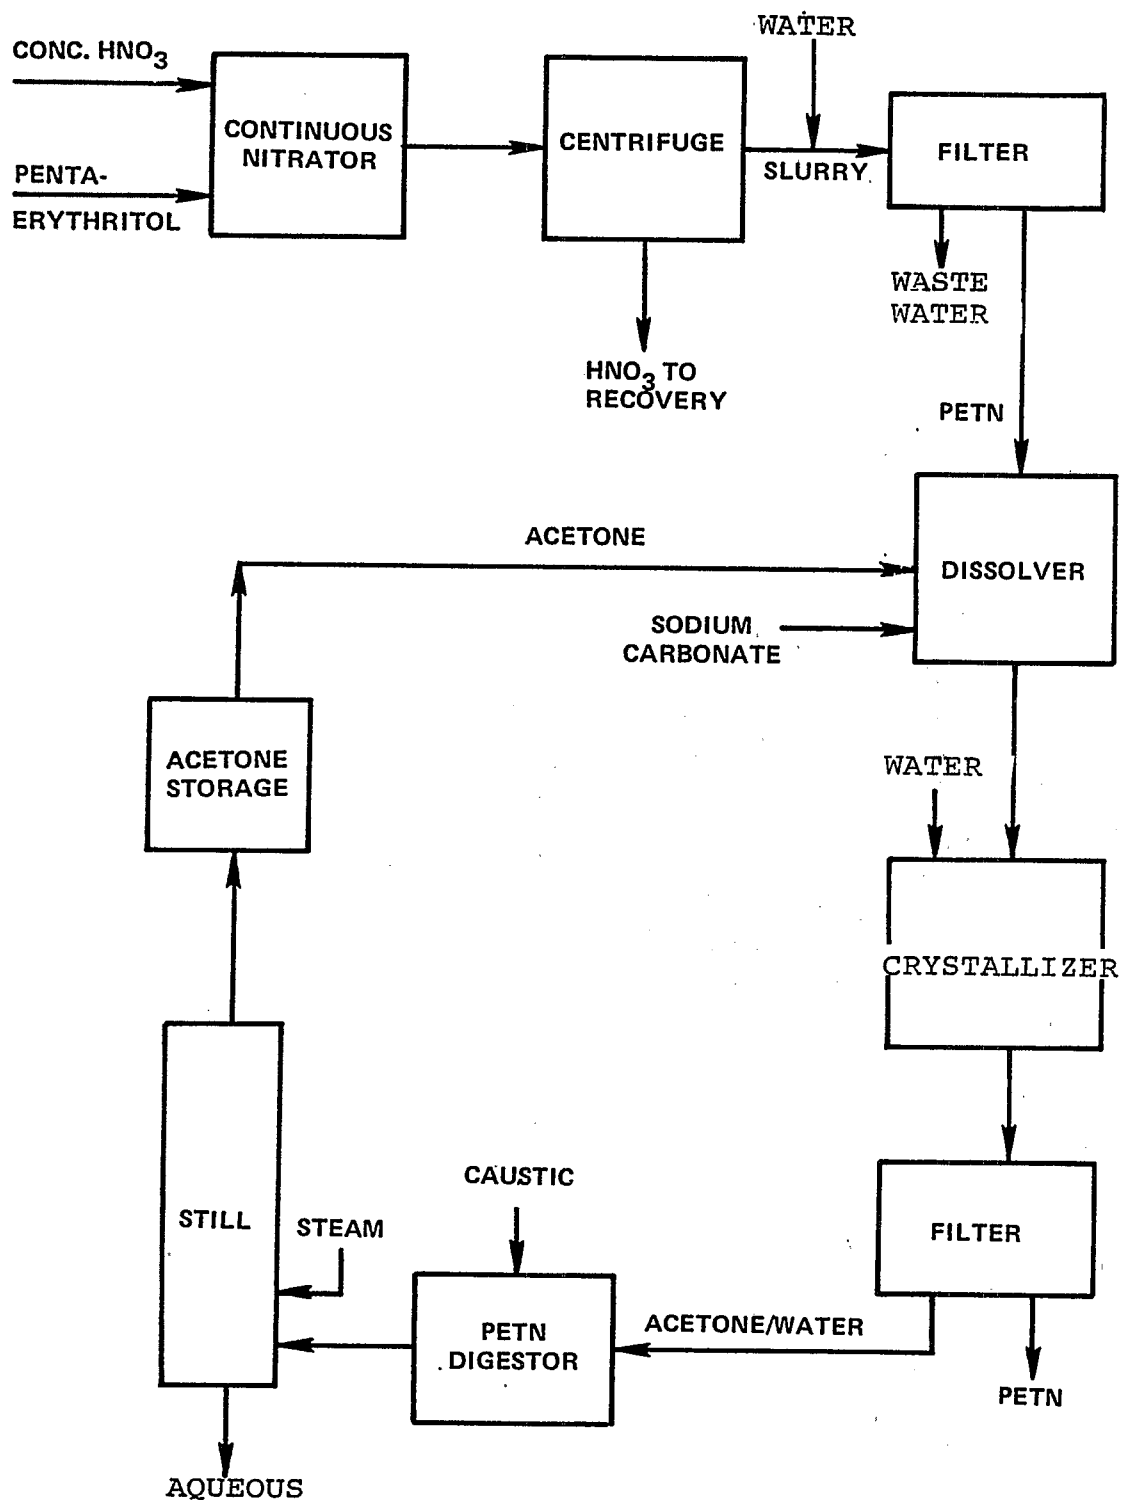 WATER
CONC. HNO3
CONTINUOUS
NITRATOR
CENTRIFUGE
FILTER
PENTA-
ERYTHRITOL
SLURRY
WASTE
WATER
HNO3 TO
RECOVERY
PETN
ACETONE
DISSOLVER
SODIUM
CARBONATE
ACETONE
STORAGE
WATER
CRYSTALLIZER
CAUSTIC
STILL
STEAM
FILTER
PETN
DIGESTOR
ACETONE/WATER
PETN
AQUEOUS